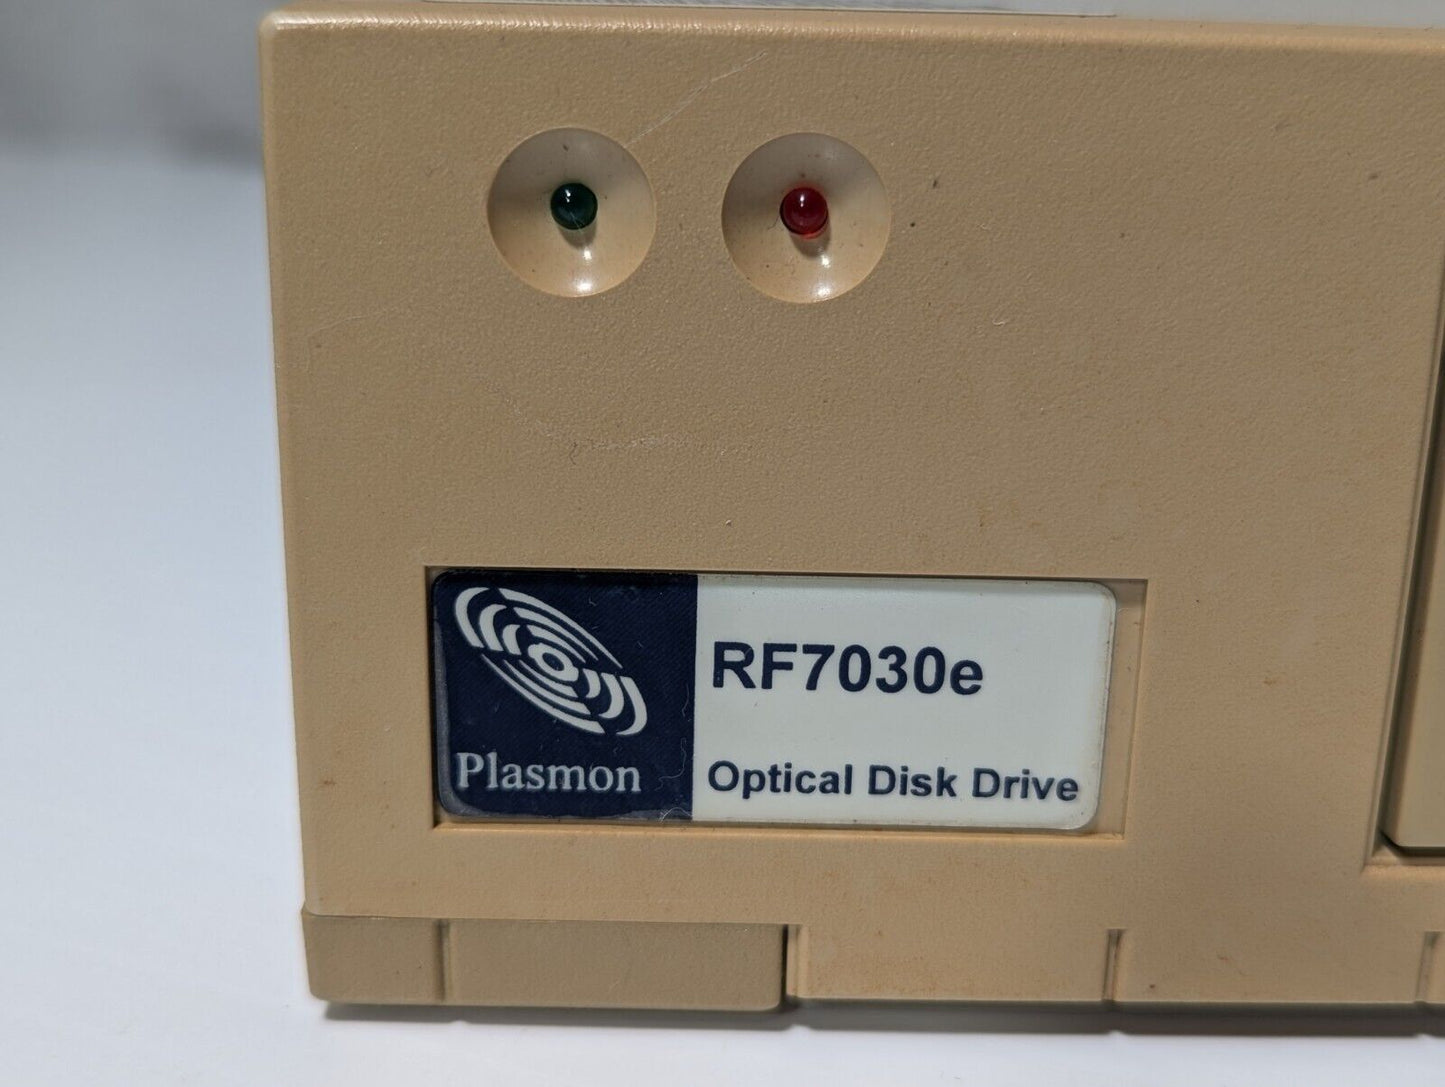 RF7030e
Plasmon
Optical Disk Drive